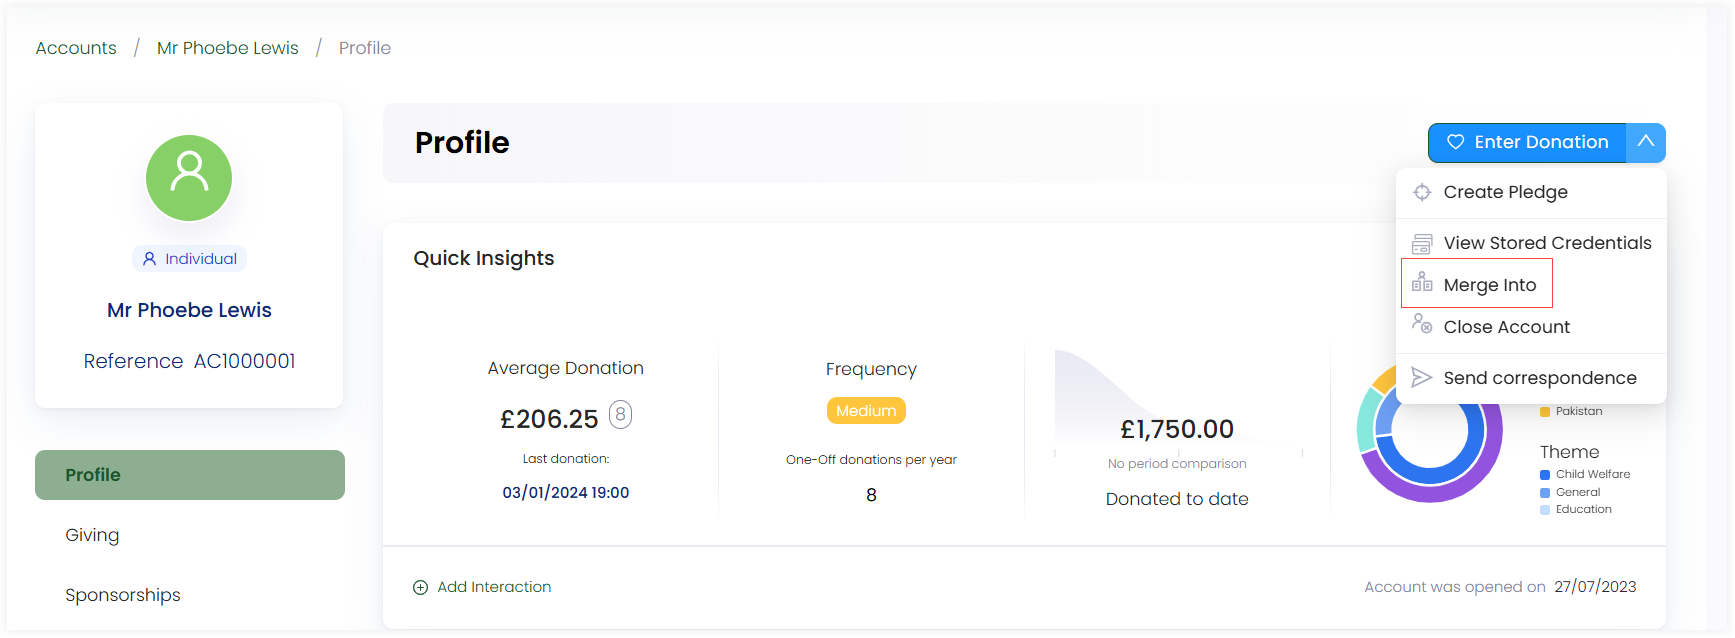 Accounts / Mr Phoebe Lewis / Profile
Individual
Mr Phoebe Lewis
Reference AC1000001
Profile
Giving
Sponsorships
Profile
Enter Donation
Create Pledge
View Stored Credentials
Merge Into
Close Account
Send correspondence
Quick Insights
Average Donation
£206.25 8
Last donation:
03/01/2024 19:00
Frequency
Medium
One-Off donations per year
8
£1,750.00
No period comparison
Donated to date
Pakistan
Theme
Child Welfare
General
Education
Add Interaction
Account was opened on 27/07/2023